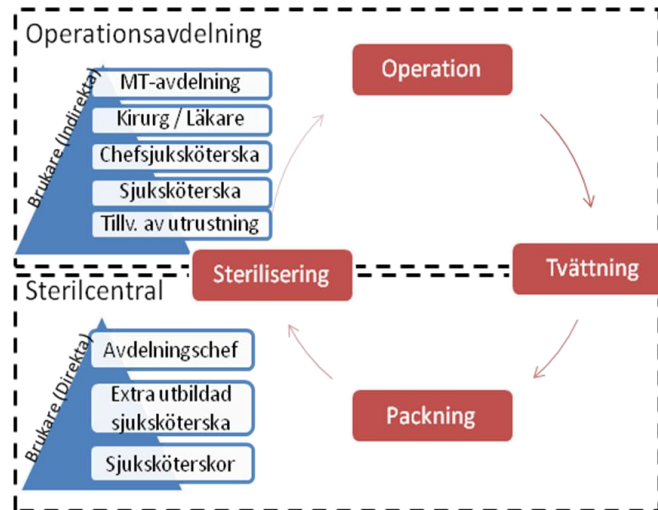 Operationsavdelning
Brukare (Indirekta)
MT-avdelning
Kirurg / Läkare
Chefsjuksköterska
Sjuksköterska
Tillv. av utrustning
Operation
Sterilisering
Tvättning
Sterilcentral
Brukare (Direkta)
Avdelningschef
Extra utbildad
sjuksköterska
Sjuksköterskor
Packning